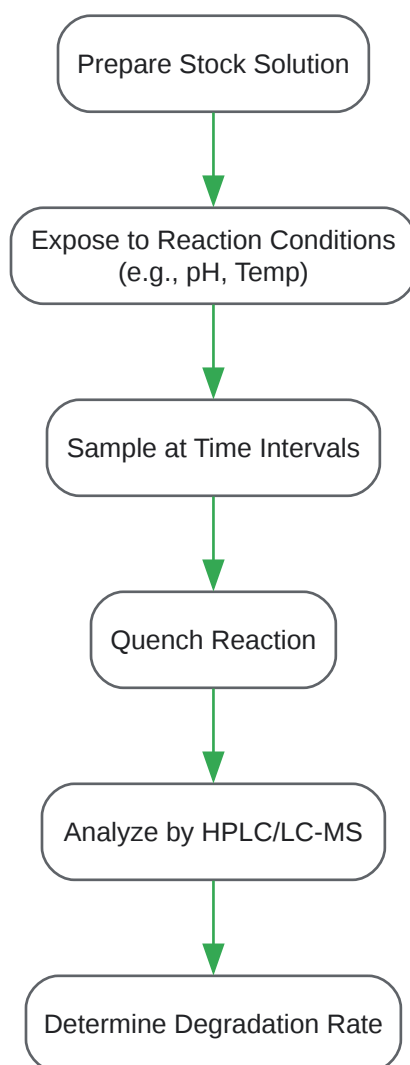 Prepare Stock Solution
Expose to Reaction Conditions
(e.g., pH, Temp)
Sample at Time Intervals
Quench Reaction
Analyze by HPLC/LC-MS
Determine Degradation Rate